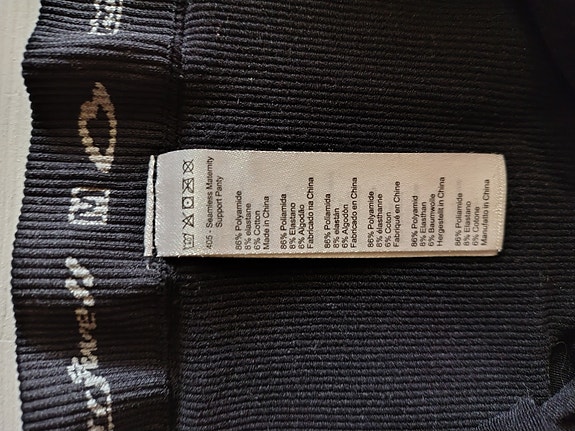 405 - Seamless Maternity
Support Panty
86% Polyamide
8% elastane
6% Cotton
Made in China
86% Poliamida
8% Elastano
6% Algodão
Fabricado na China
86% Poliamida
8% elastán
6% Algodón
Fabricado en China
86% Polyamide
8% élasthanne
6% Coton
Fabriqué en Chine
86% Polyamid
8% Elasthan
6% Baumwolle
Hergestellt in China
86% Poliamide
8% Elastano
6% Cotone
Manufatto in China